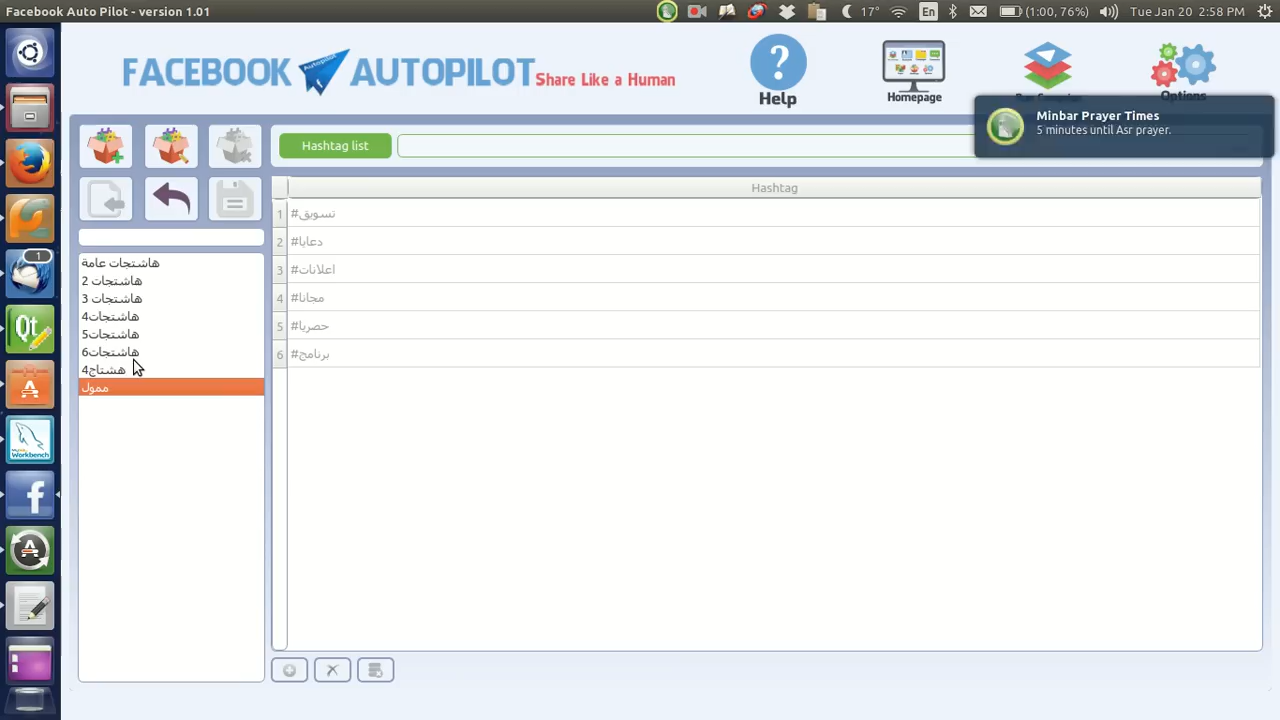 Facebook Auto Pilot - version 1.01
17°
En
(1:00, 76%)
Tue Jan 20 2:58 PM
FACEBOOK AUTOPILOT Share Like a Human
Help
Homepage
Options
Minbar Prayer Times
5 minutes until Asr prayer.
Hashtag list
Hashtag
1 #تسويق
2 #دعايا
3 #اعلانات
4 #مجانا
5 #حصريا
6 #برنامج
هاشتجات عامة
هاشتجات 2
هاشتجات 3
هاشتجات4
هاشتجات5
هاشتجات6
هشتاج4
ممول
1
Qt
Workbench